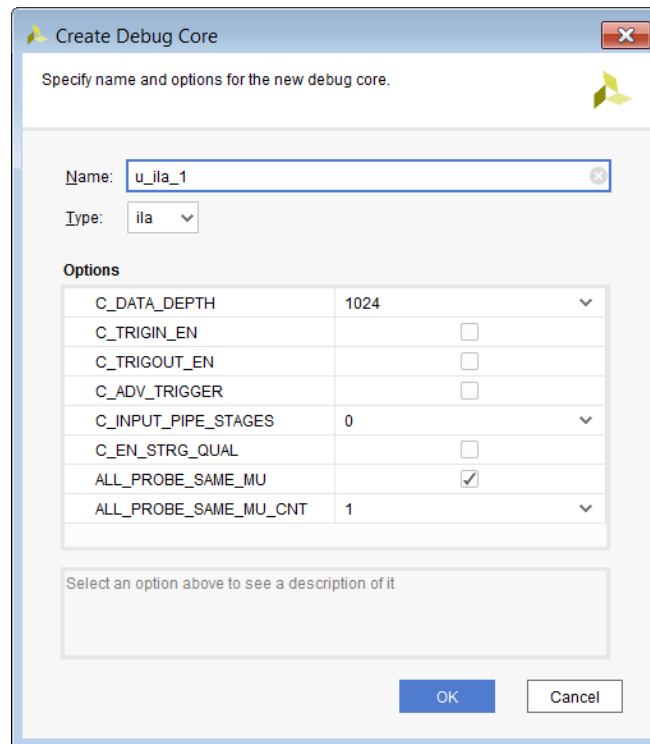 Create Debug Core
Specify name and options for the new debug core.
Name: u_ila_1
Type: ila
Options
C_DATA_DEPTH 1024
C_TRIGIN_EN
C_TRIGOUT_EN
C_ADV_TRIGGER
C_INPUT_PIPE_STAGES 0
C_EN_STRG_QUAL
ALL_PROBE_SAME_MU
ALL_PROBE_SAME_MU_CNT 1
Select an option above to see a description of it
OK Cancel